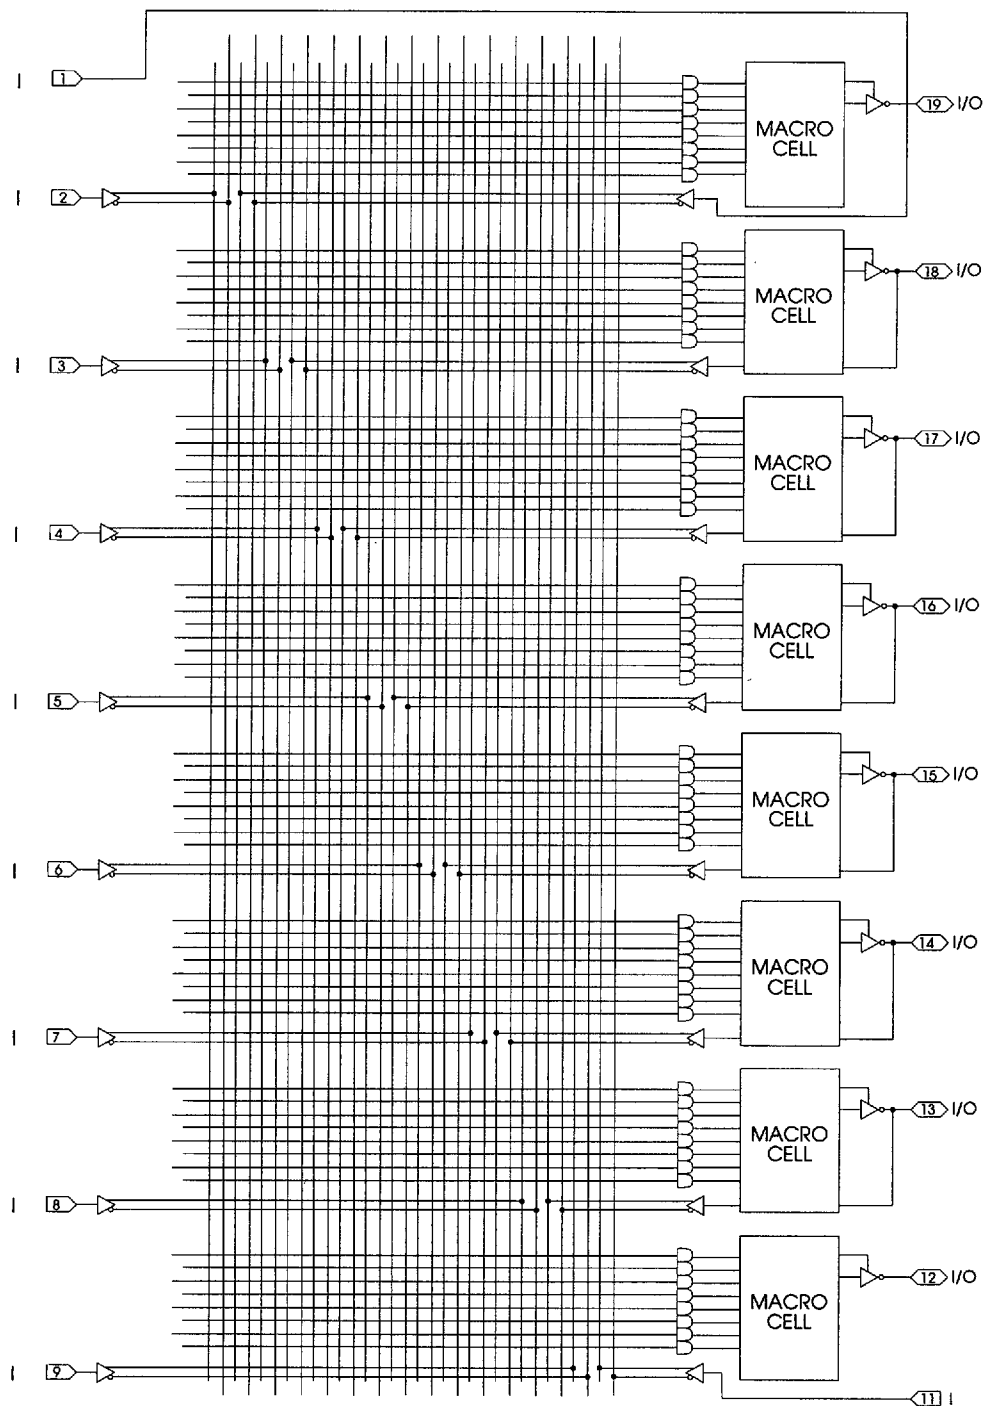 I 1
MACRO
CELL
19 I/O
I 2
MACRO
CELL
18 I/O
I 3
MACRO
CELL
17 I/O
I 4
MACRO
CELL
16 I/O
I 5
MACRO
CELL
15 I/O
I 6
MACRO
CELL
14 I/O
I 7
MACRO
CELL
13 I/O
I 8
MACRO
CELL
12 I/O
I 9
11 I